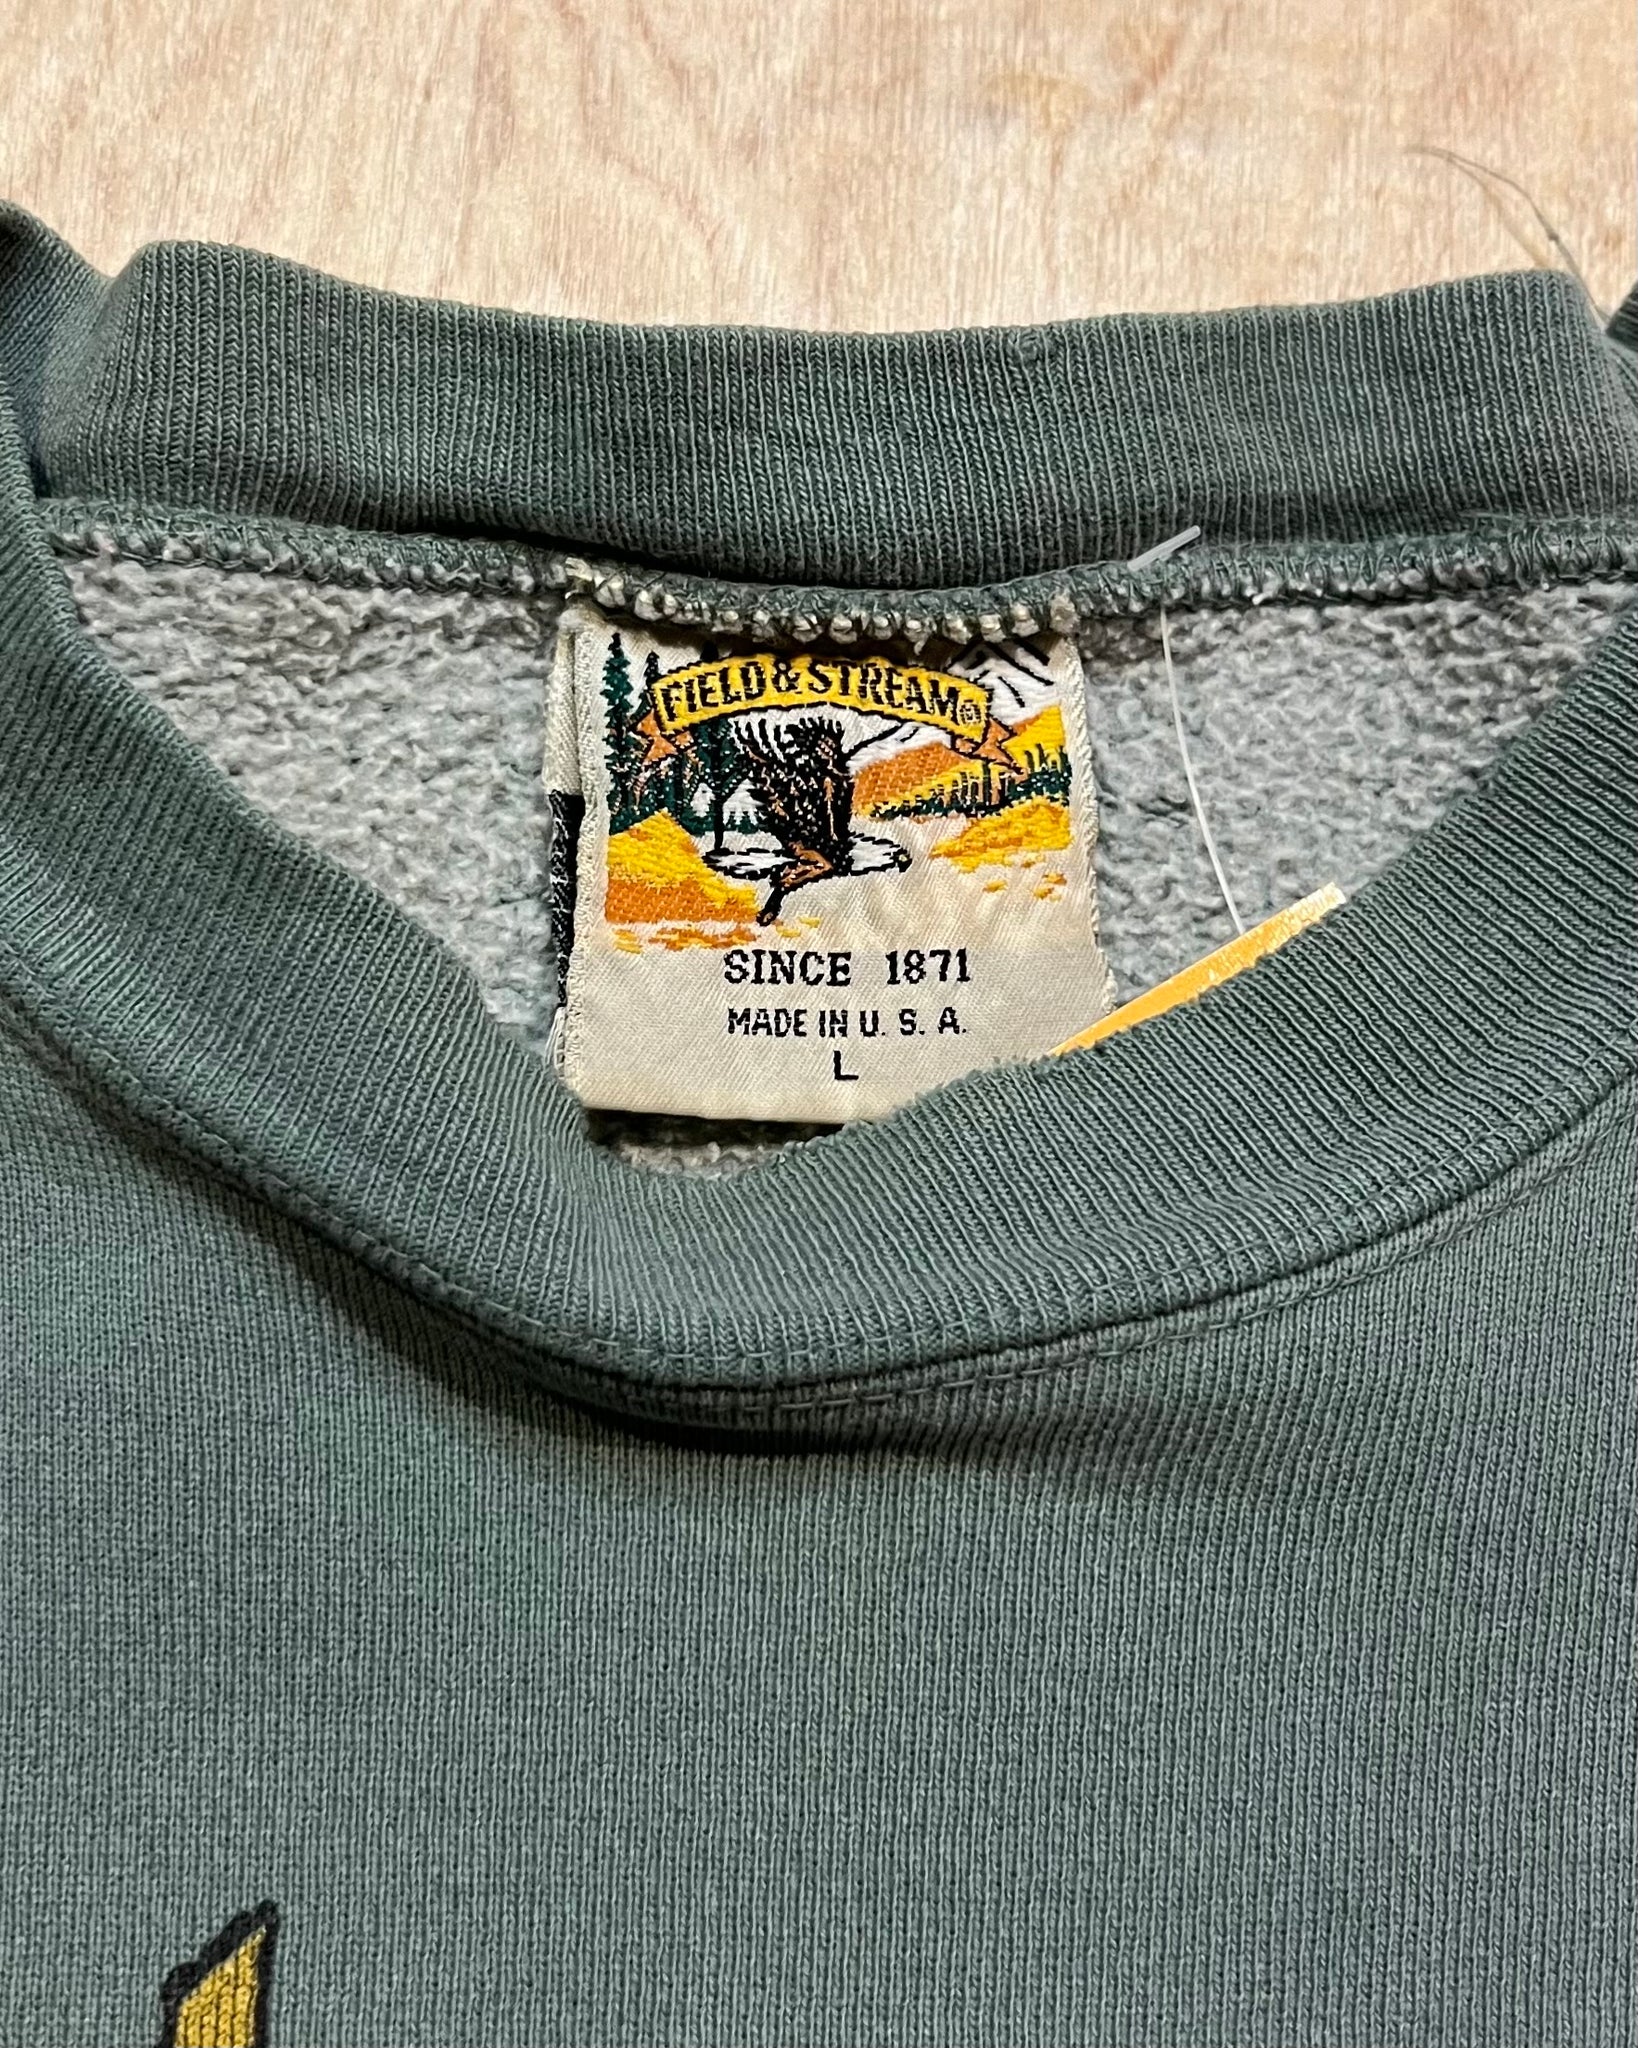 FIELD & STREAM®
SINCE 1871
MADE IN U. S. A.
L